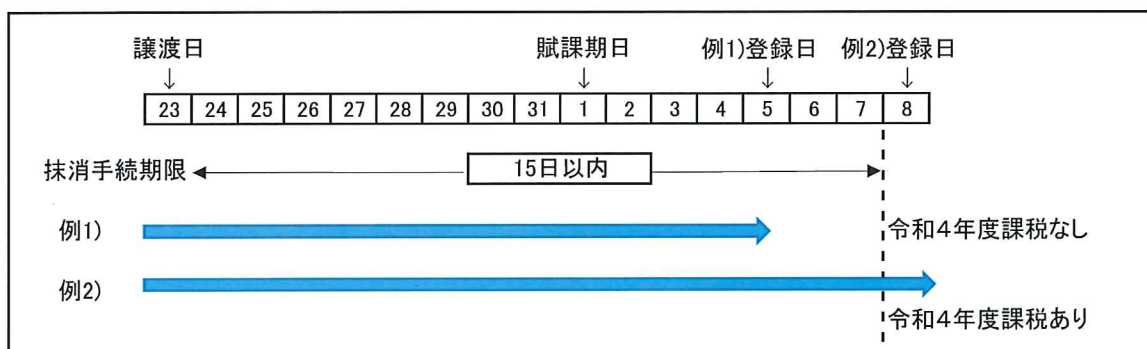 譲渡日 賦課期日 例1)登録日 例2)登録日
23 24 25 26 27 28 29 30 31 1 2 3 4 5 6 7 8
抹消手続期限 15日以内
例1) 令和4年度課税なし
例2)
令和4年度課税あり